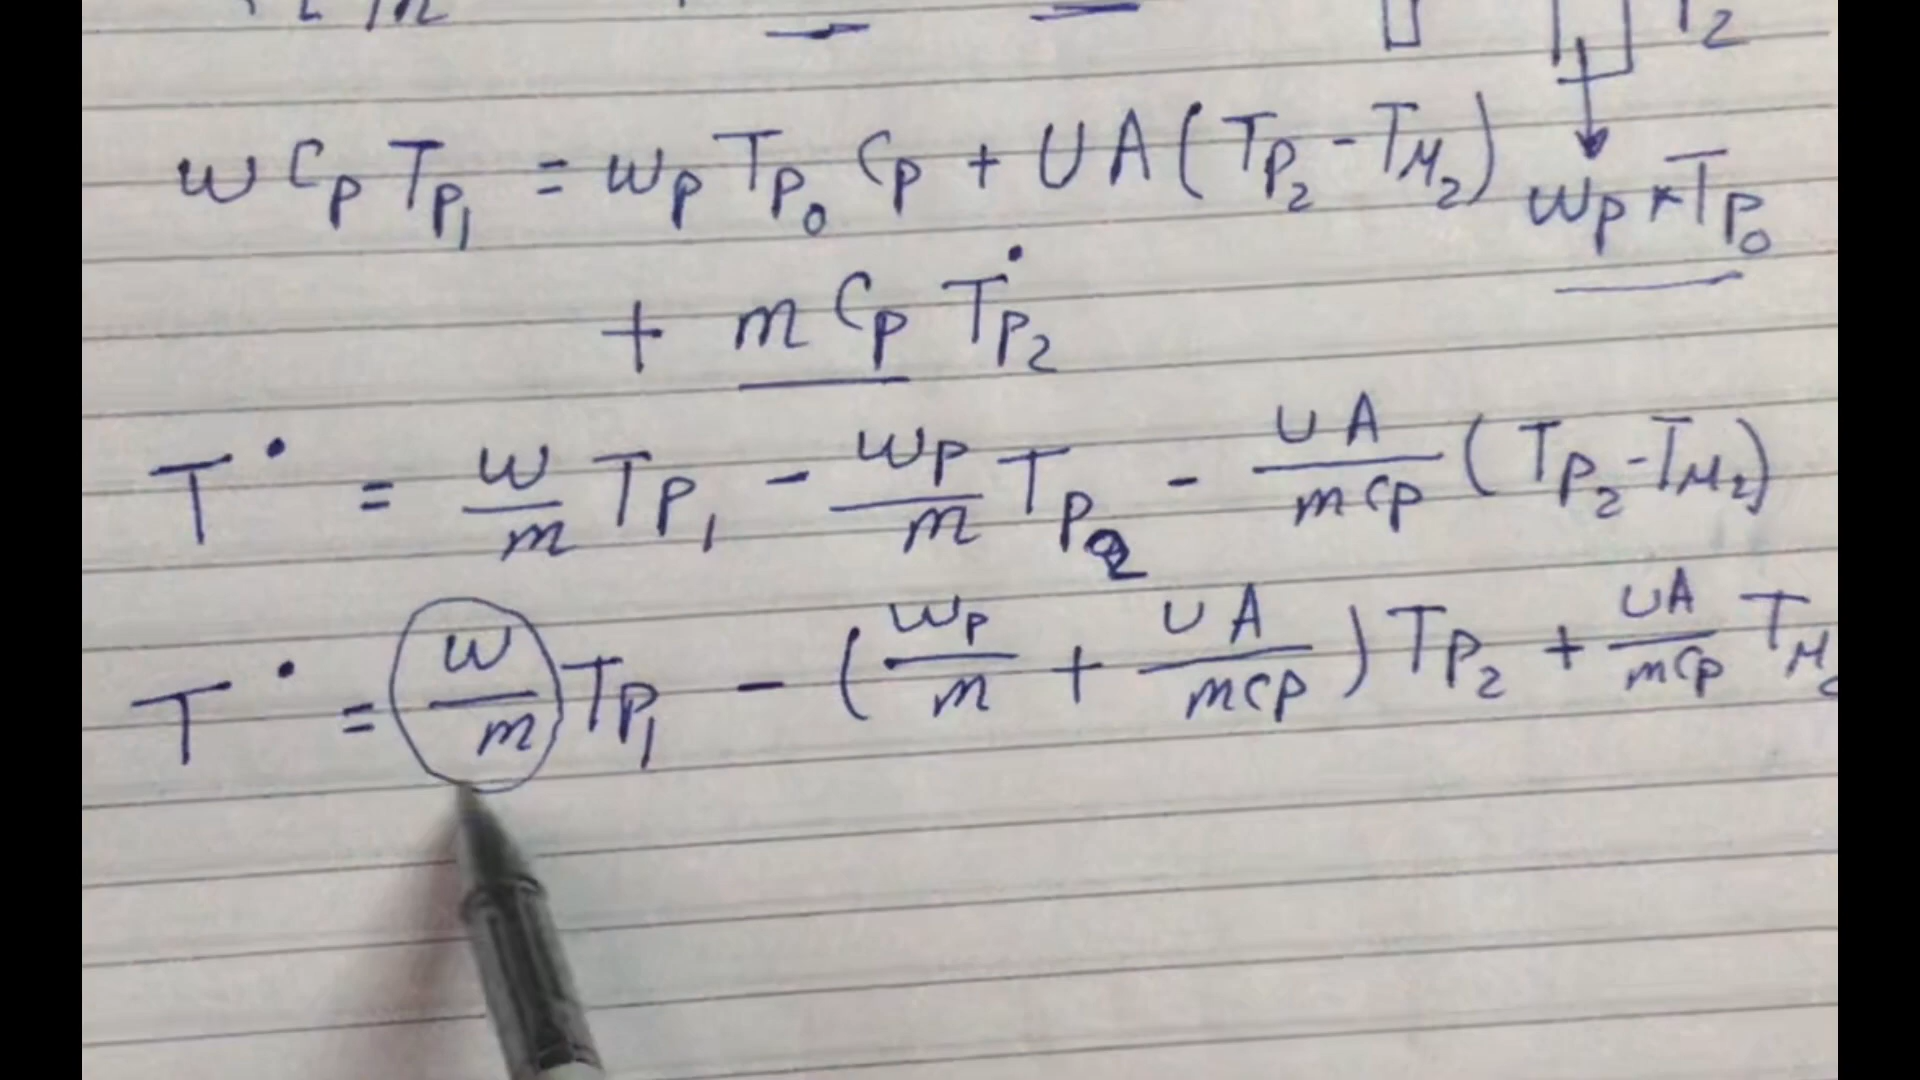 T₂
w Cp Tp₁ = wp Tp₀ Cp + UA(Tp₂ - TM₂)
wp * Tp₀
+ m Cp Ṫp₂
T˙ = w/m Tp₁ - wp/m Tp₂ - UA/mCp (Tp₂ - TM₂)
T˙ = w/m Tp₁ - (wp/m + UA/mCp) Tp₂ + UA/mCp TM